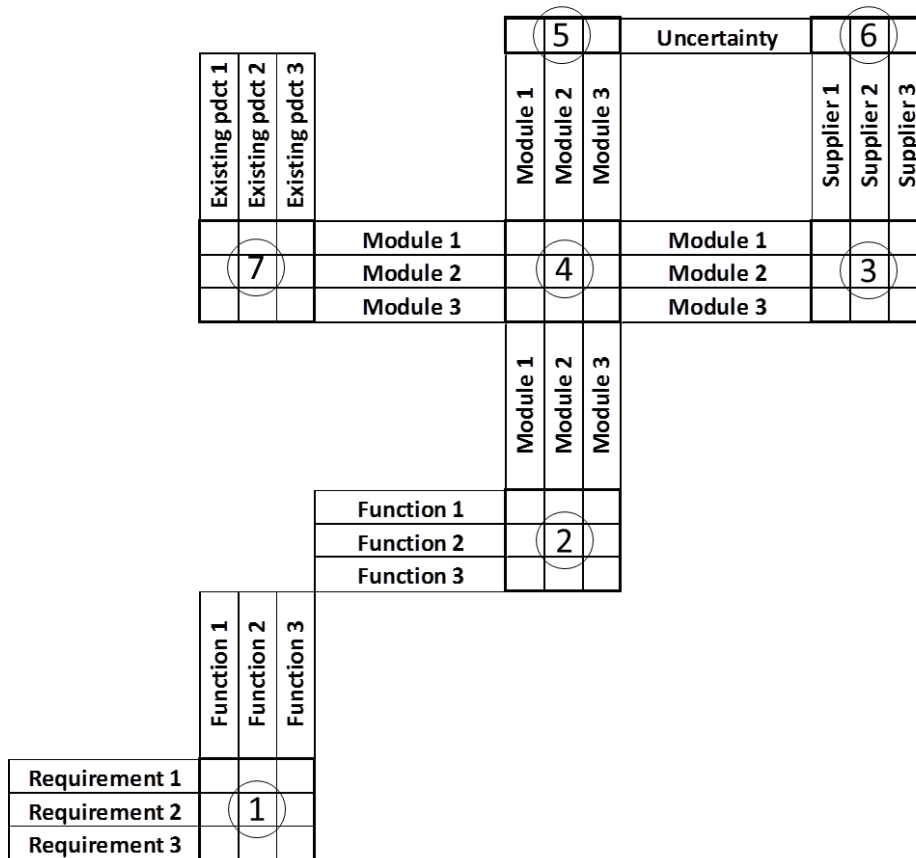 5 Uncertainty 6
Existing pdct 1
Existing pdct 2
Existing pdct 3
Module 1
Module 2
Module 3
Supplier 1
Supplier 2
Supplier 3
Module 1 Module 1
7 Module 2 4 Module 2 3
Module 3 Module 3
Module 1
Module 2
Module 3
Function 1
Function 2 2
Function 3
Function 1
Function 2
Function 3
Requirement 1
Requirement 2 1
Requirement 3